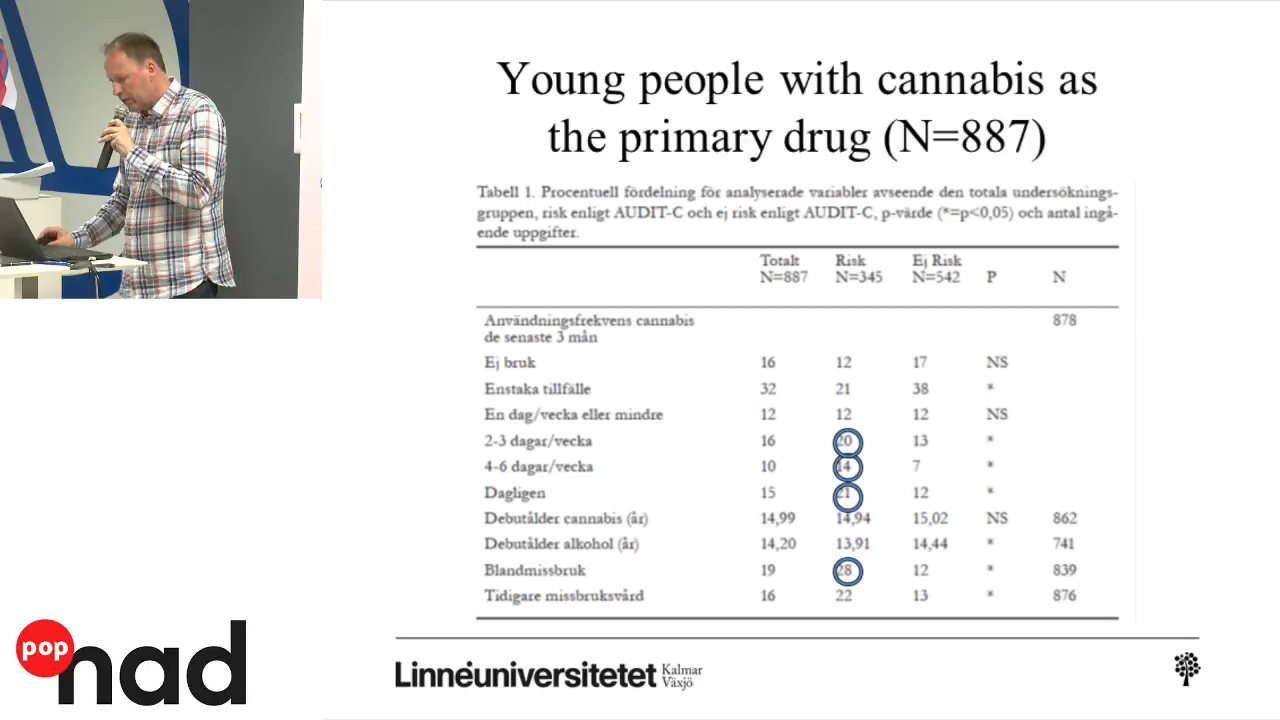 Young people with cannabis as
the primary drug (N=887)
Tabell 1. Procentuell fördelning för analyserade variabler avseende den totala undersöknings-
gruppen, risk enligt AUDIT-C och ej risk enligt AUDIT-C, p-värde (*=p<0,05) och antal ingå-
ende uppgifter.
Totalt Risk Ej Risk
N=887 N=345 N=542 P N
Användningsfrekvens cannabis 878
de senaste 3 mån
Ej bruk 16 12 17 NS
Enstaka tillfälle 32 21 38 *
En dag/vecka eller mindre 12 12 12 NS
2-3 dagar/vecka 16 20 13 *
4-6 dagar/vecka 10 14 7 *
Dagligen 15 21 12 *
Debutålder cannabis (år) 14,99 14,94 15,02 NS 862
Debutålder alkohol (år) 14,20 13,91 14,44 * 741
Blandmissbruk 19 28 12 * 839
Tidigare missbruksvård 16 22 13 * 876
pop
nad
Linnéuniversitetet Kalmar
Växjö